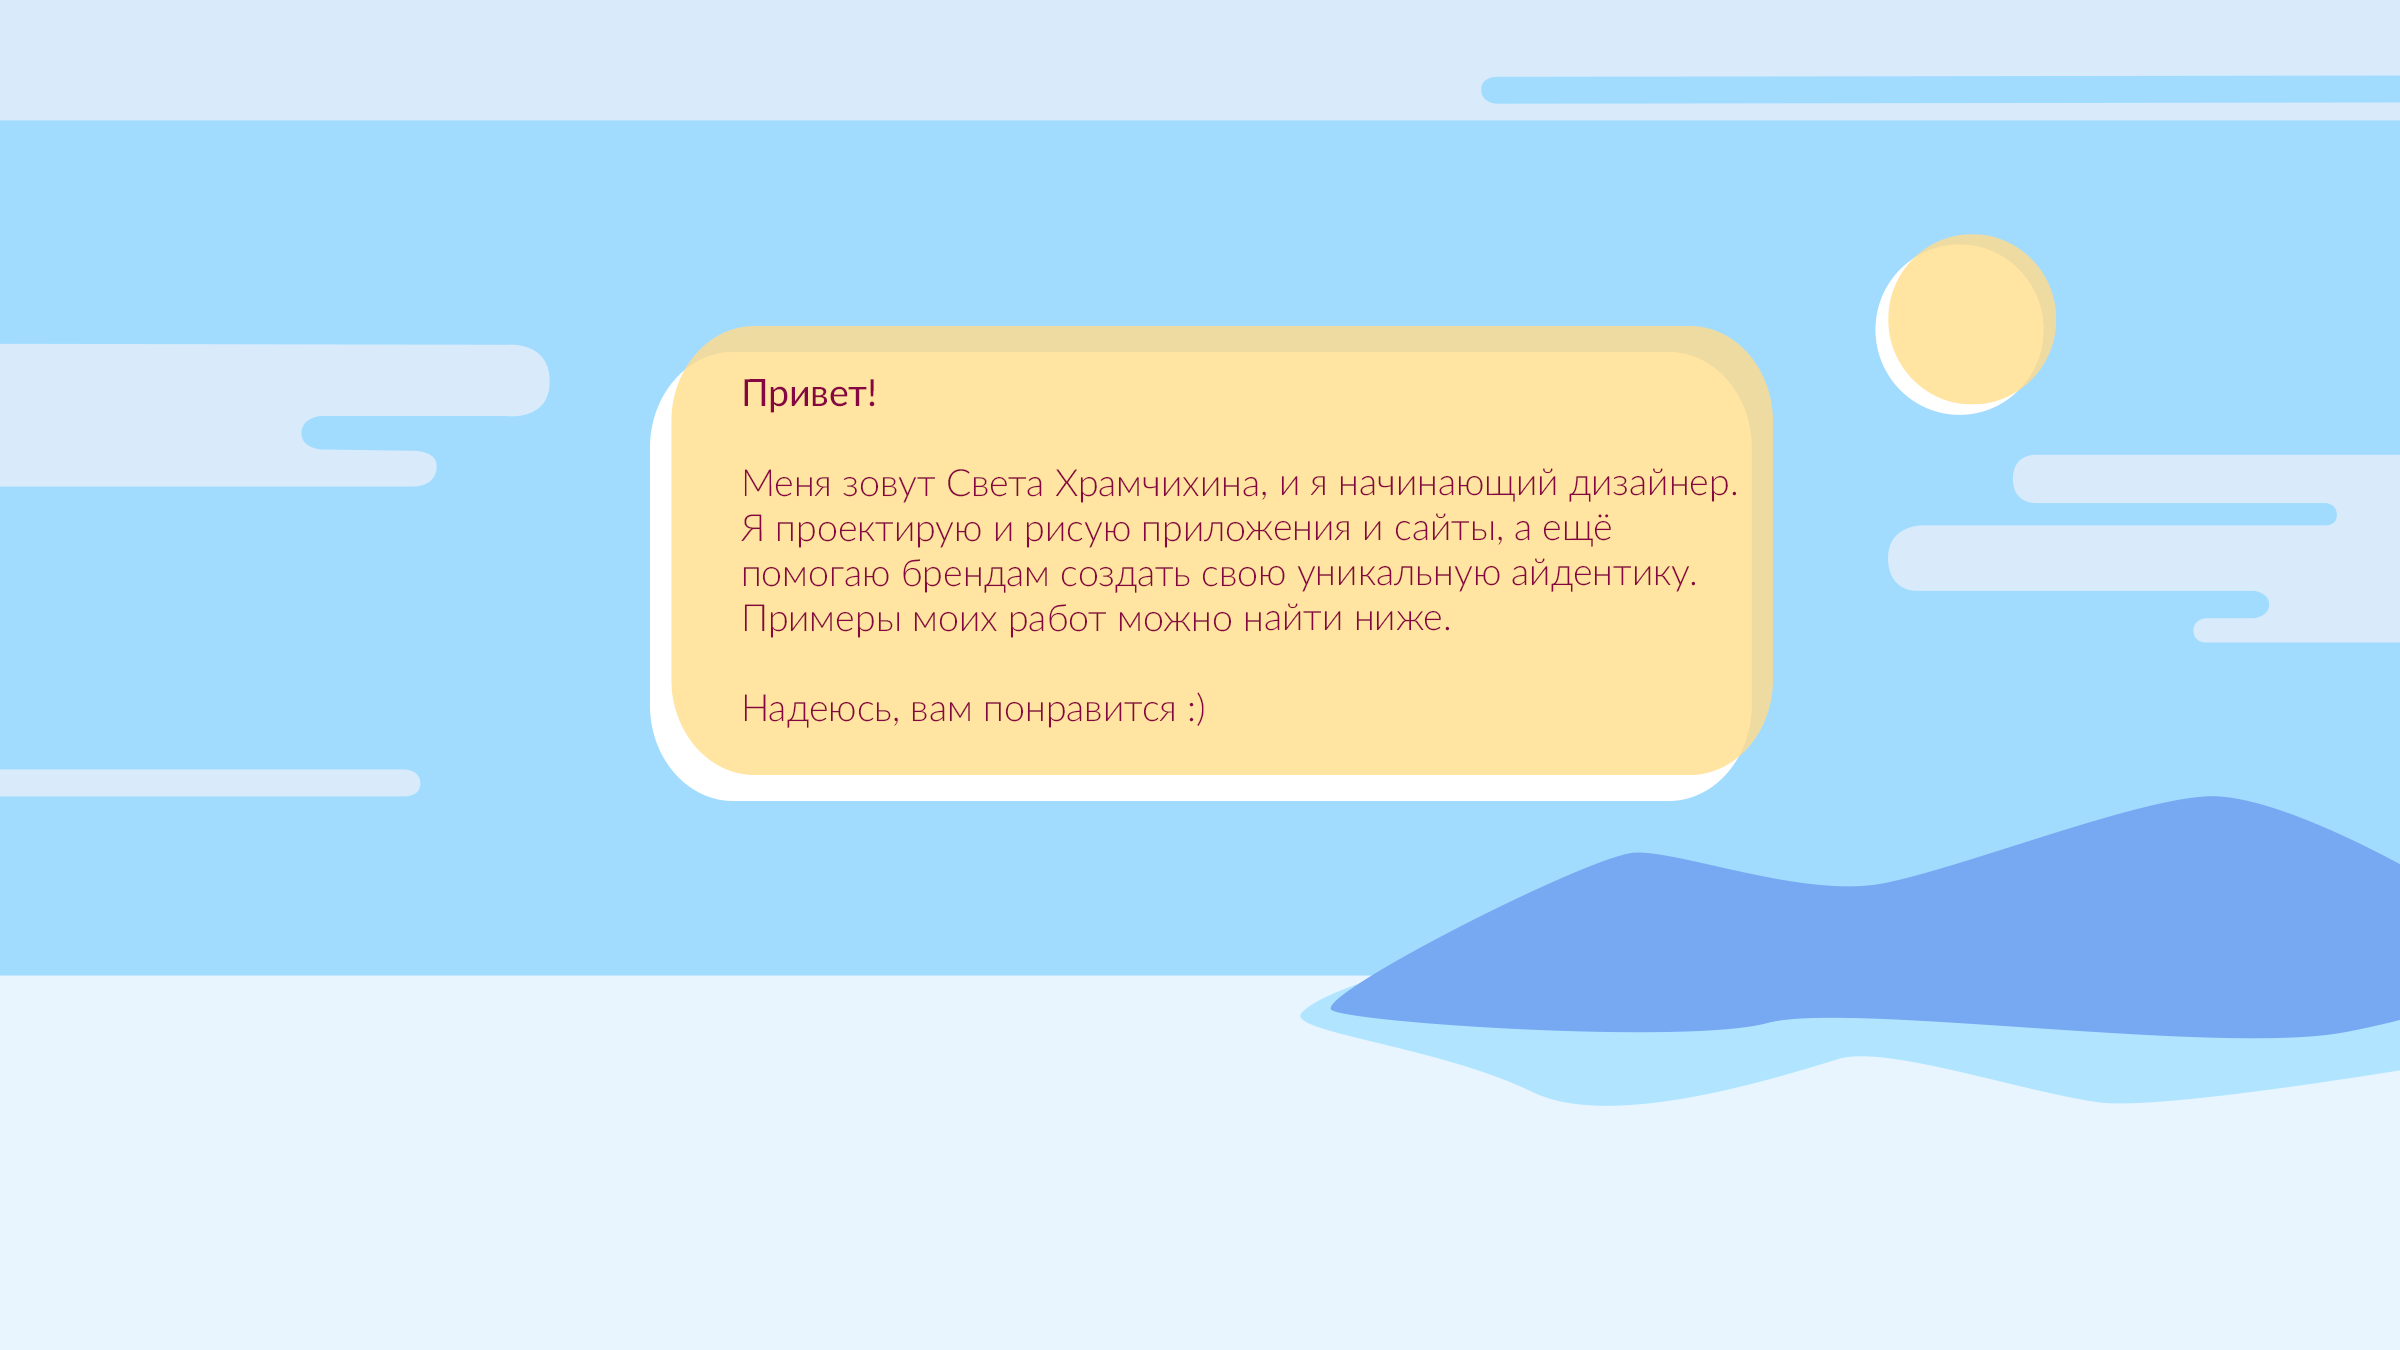 Привет!
Меня зовут Света Храмчихина, и я начинающий дизайнер.
Я проектирую и рисую приложения и сайты, а ещё
помогаю брендам создать свою уникальную айдентику.
Примеры моих работ можно найти ниже.
Надеюсь, вам понравится :)